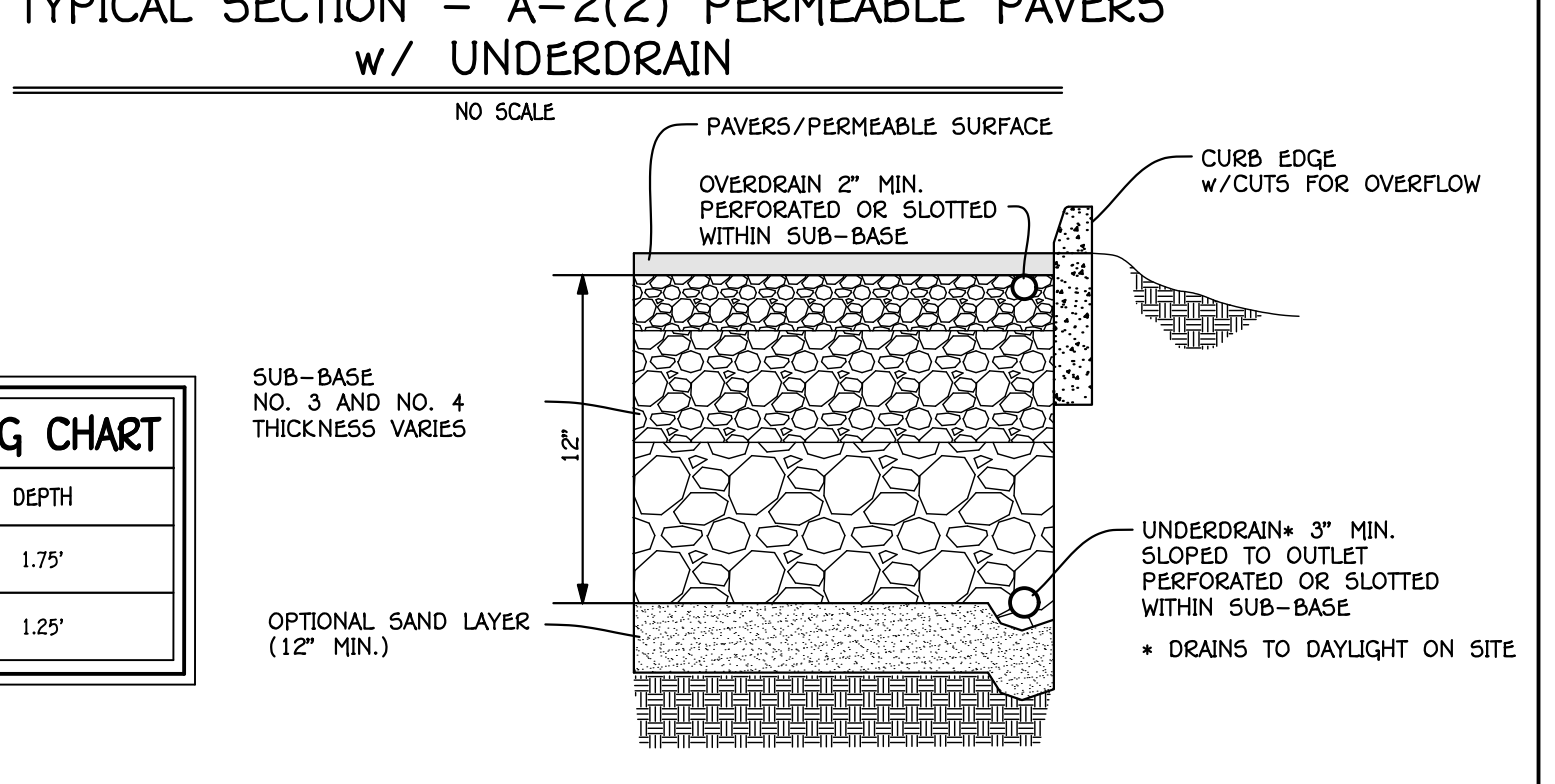 TYPICAL SECTION - A-2(2) PERMEABLE PAVERS
w/ UNDERDRAIN
NO SCALE
PAVERS/PERMEABLE SURFACE
CURB EDGE
w/CUTS FOR OVERFLOW
OVERDRAIN 2" MIN.
PERFORATED OR SLOTTED
WITHIN SUB-BASE
SUB-BASE
NO. 3 AND NO. 4
THICKNESS VARIES
12"
G CHART
DEPTH
1.75'
1.25'
UNDERDRAIN* 3" MIN.
SLOPED TO OUTLET
PERFORATED OR SLOTTED
WITHIN SUB-BASE
* DRAINS TO DAYLIGHT ON SITE
OPTIONAL SAND LAYER
(12" MIN.)